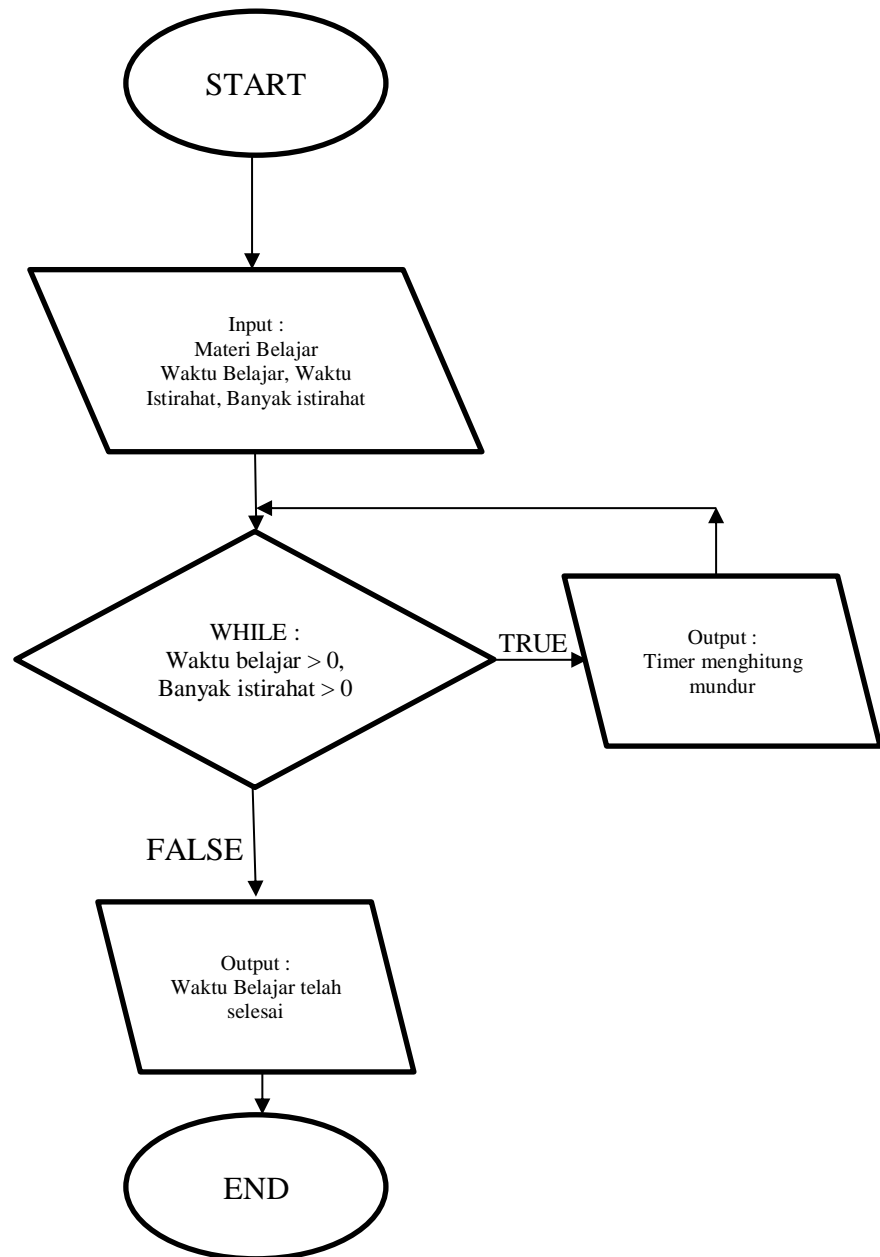 START
Input :
Materi Belajar
Waktu Belajar, Waktu
Istirahat, Banyak istirahat
WHILE :
Waktu belajar > 0,
Banyak istirahat > 0
TRUE
Output :
Timer menghitung
mundur
FALSE
Output :
Waktu Belajar telah
selesai
END